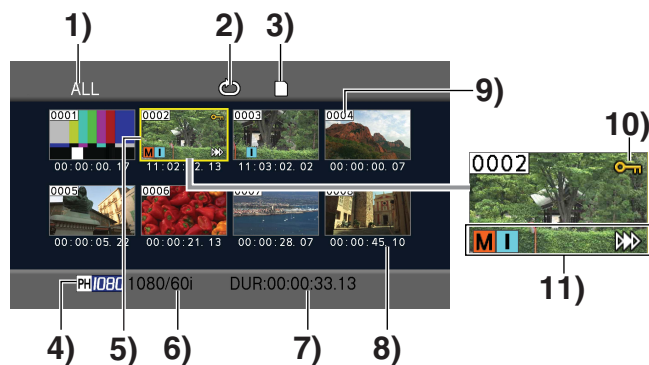 1) 2) 3)
ALL
9)
10)
0001 0002 0003 0004
M I I
00:00:00. 17 11:02:12. 13 11:03:02. 02 00:00:00. 07
0002
M I
11)
0005 0006 0007 0008
00:00:05. 22 00:00:21. 13 00:00:28. 07 00:00:45. 10
PH 1080 1080/60i DUR:00:00:33.13
4) 5) 6) 7) 8)